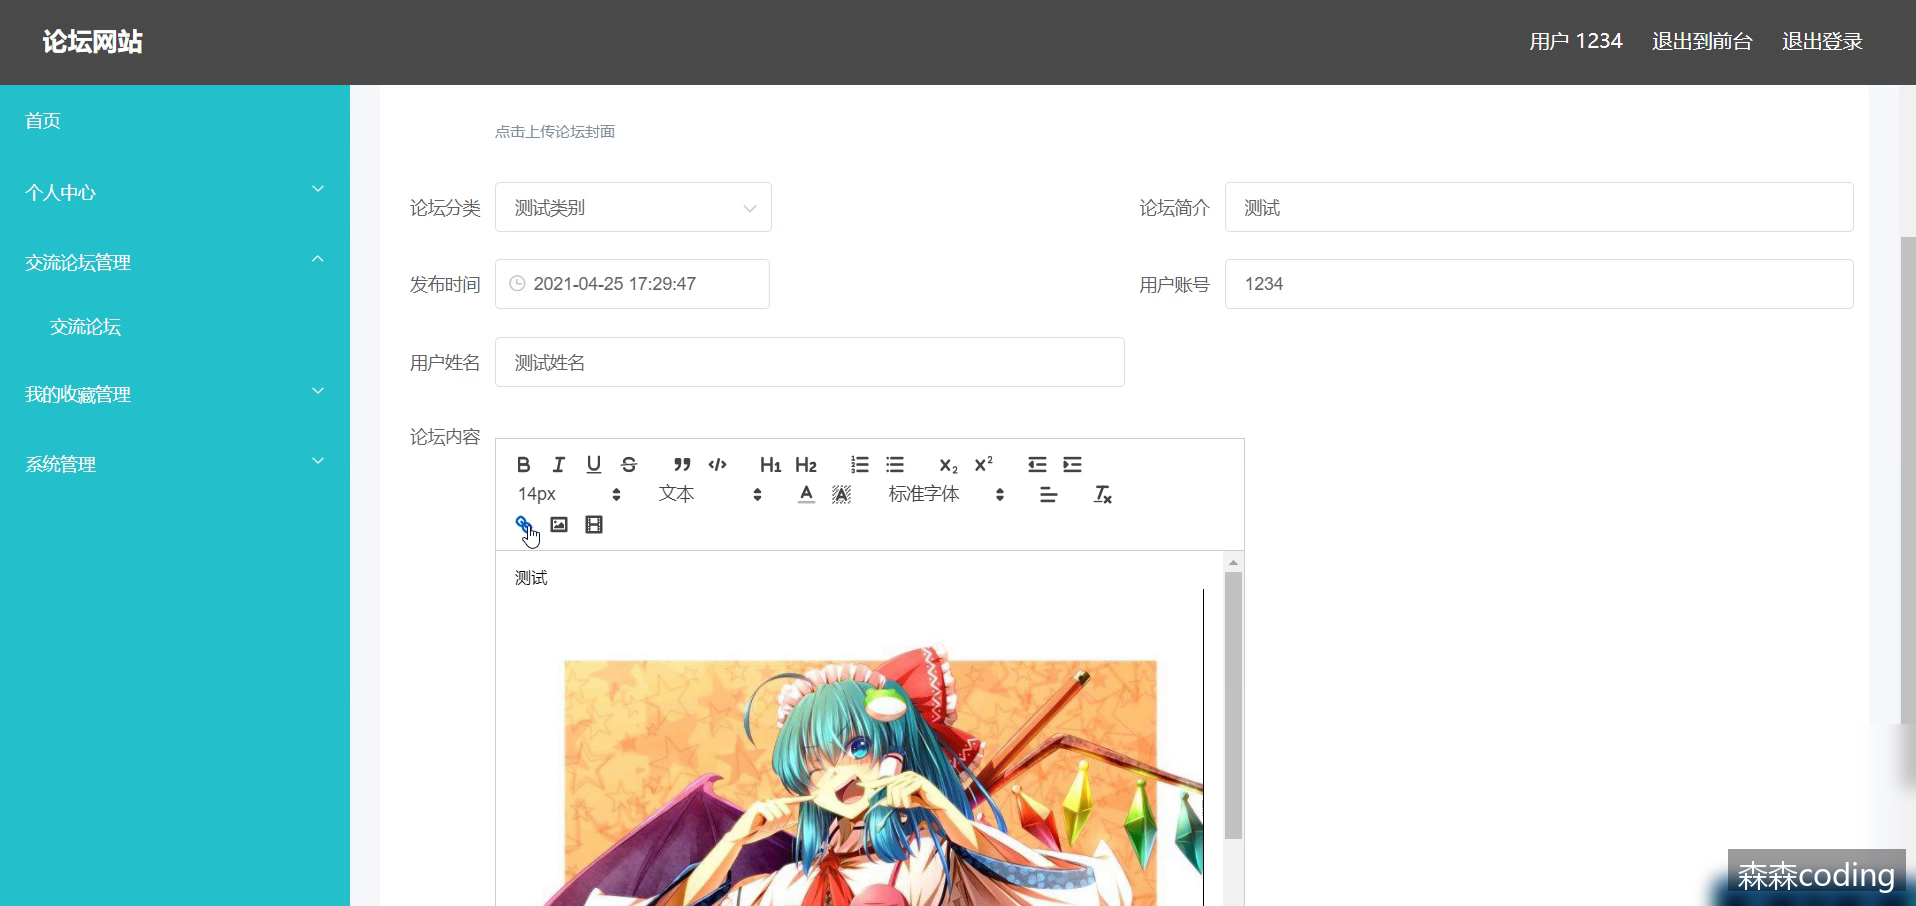 论坛网站
用户 1234 退出到前台 退出登录
首页
个人中心
交流论坛管理
交流论坛
我的收藏管理
系统管理
点击上传论坛封面
论坛分类 测试类别 论坛简介 测试
发布时间 2021-04-25 17:29:47 用户账号 1234
用户姓名 测试姓名
论坛内容
B I U S H1 H2 X2 X2
14px 文本 A A 标准字体 Tx
测试
森森coding